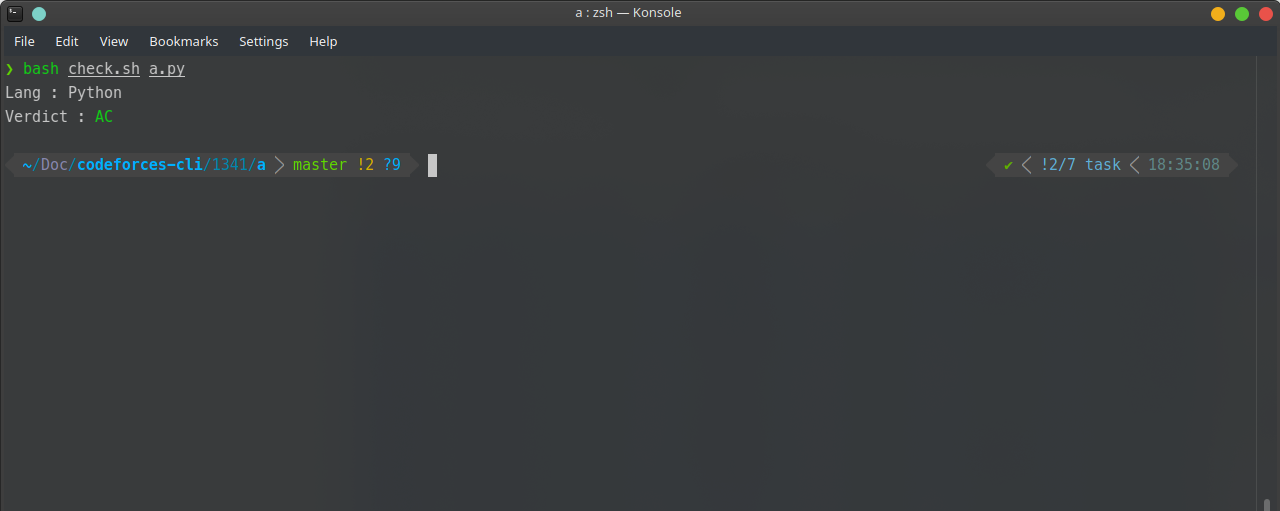 a : zsh — Konsole
File Edit View Bookmarks Settings Help
❯ bash check.sh a.py
Lang : Python
Verdict : AC
~/Doc/codeforces-cli/1341/a master !2 ?9 ✔ !2/7 task 18:35:08